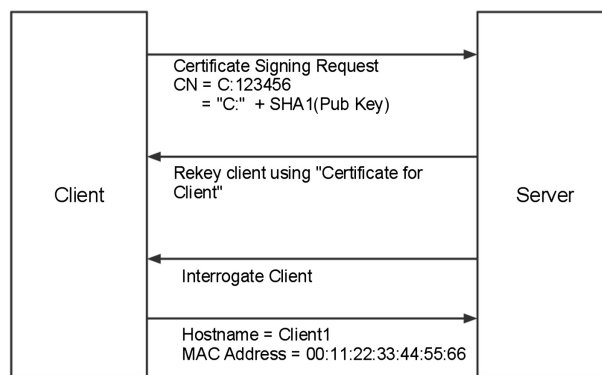 Certificate Signing Request
CN = C:123456
= "C:" + SHA1(Pub Key)
Rekey client using "Certificate for
Client"
Client
Server
Interrogate Client
Hostname = Client1
MAC Address = 00:11:22:33:44:55:66